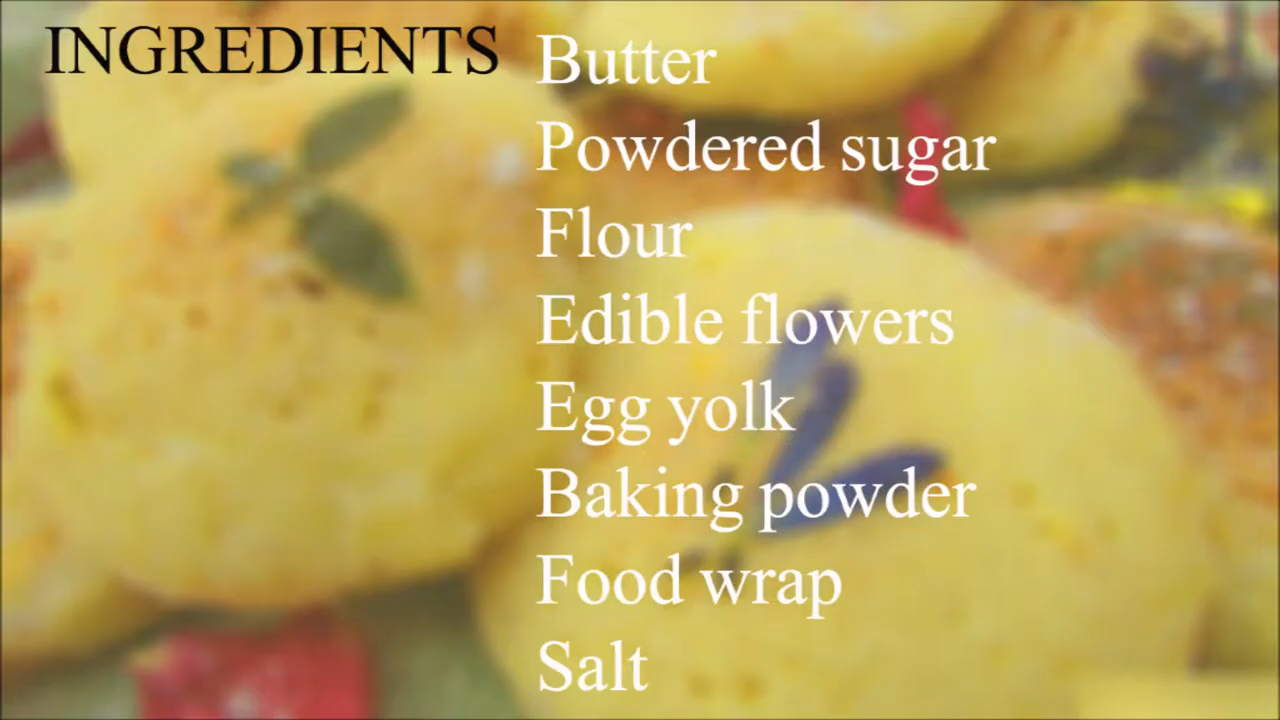 INGREDIENTS
Butter
Powdered sugar
Flour
Edible flowers
Egg yolk
Baking powder
Food wrap
Salt